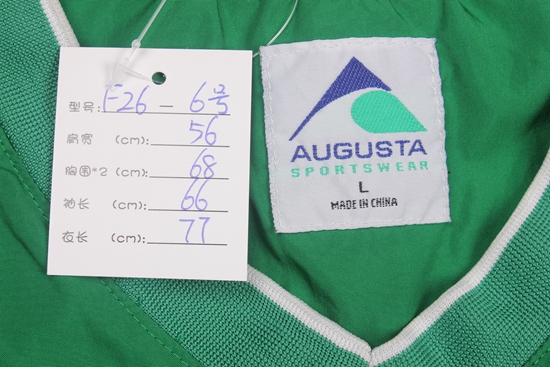 型号: F26 - 6号
肩宽 (cm): 56
胸围*2 (cm): 68
袖长 (cm): 66
衣长 (cm): 77
AUGUSTA
SPORTSWEAR
L
MADE IN CHINA